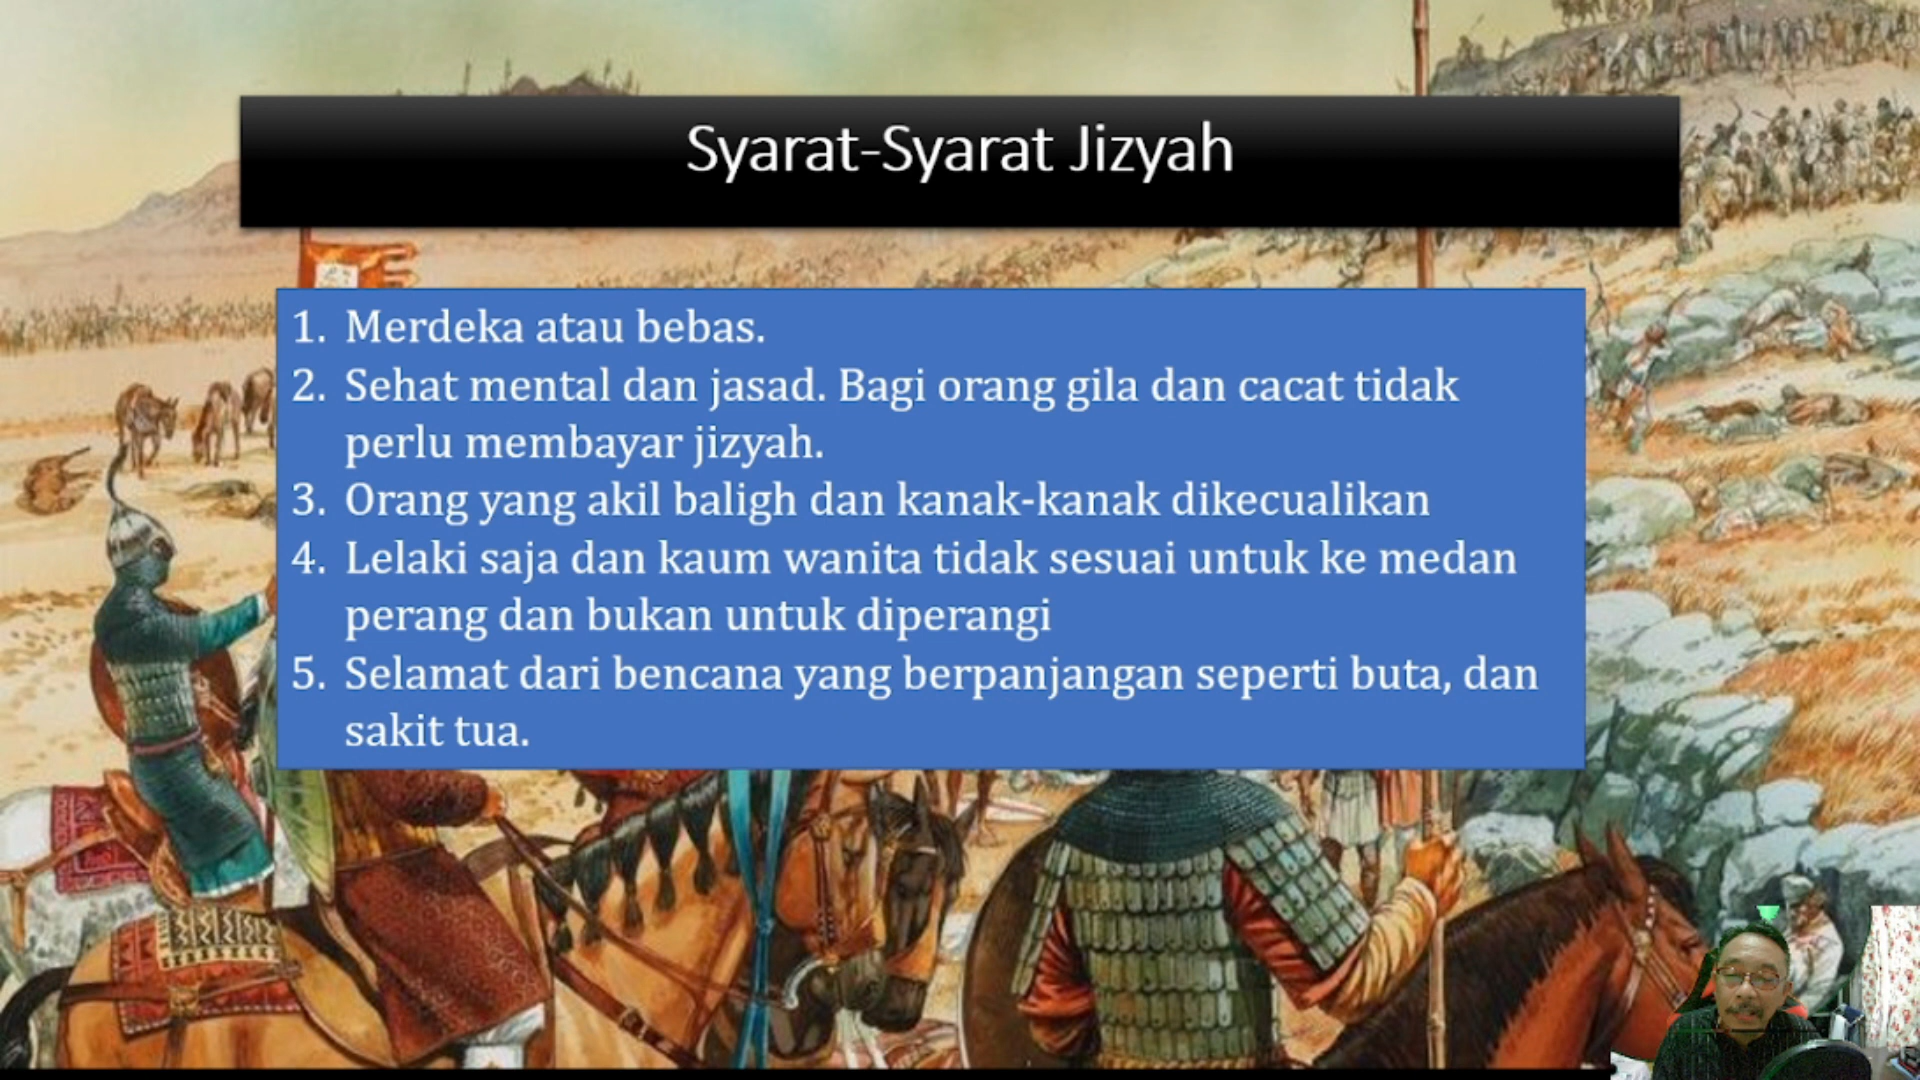 Syarat-Syarat Jizyah
1. Merdeka atau bebas.
2. Sehat mental dan jasad. Bagi orang gila dan cacat tidak
perlu membayar jizyah.
3. Orang yang akil baligh dan kanak-kanak dikecualikan
4. Lelaki saja dan kaum wanita tidak sesuai untuk ke medan
perang dan bukan untuk diperangi
5. Selamat dari bencana yang berpanjangan seperti buta, dan
sakit tua.